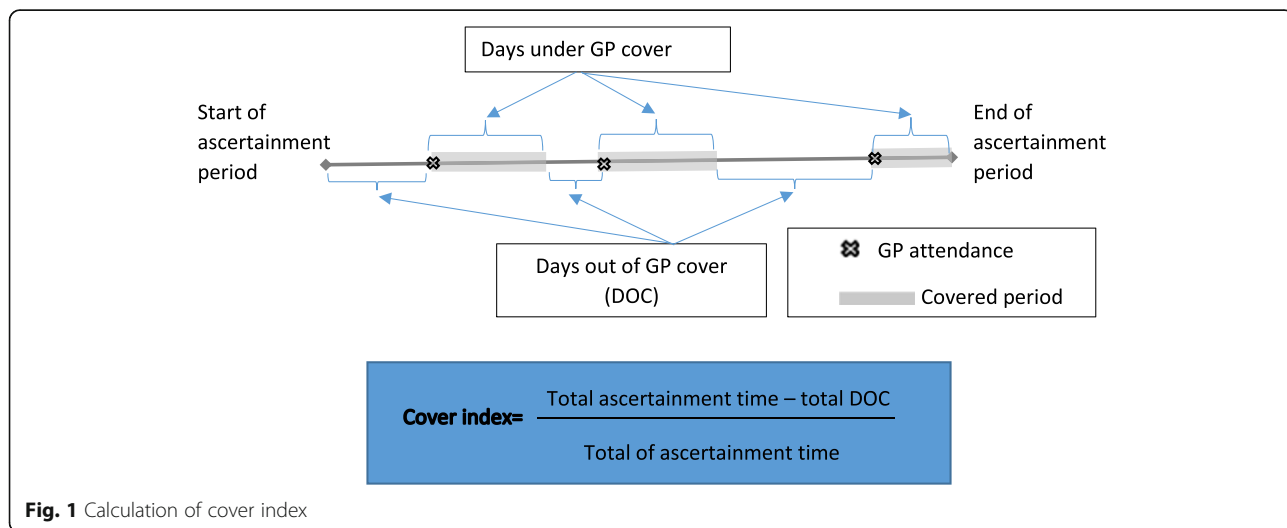 Days under GP cover
Start of
ascertainment
period
End of
ascertainment
period
Days out of GP cover
(DOC)
GP attendance
Covered period
Cover index=
Total ascertainment time – total DOC
Total of ascertainment time
Fig. 1 Calculation of cover index